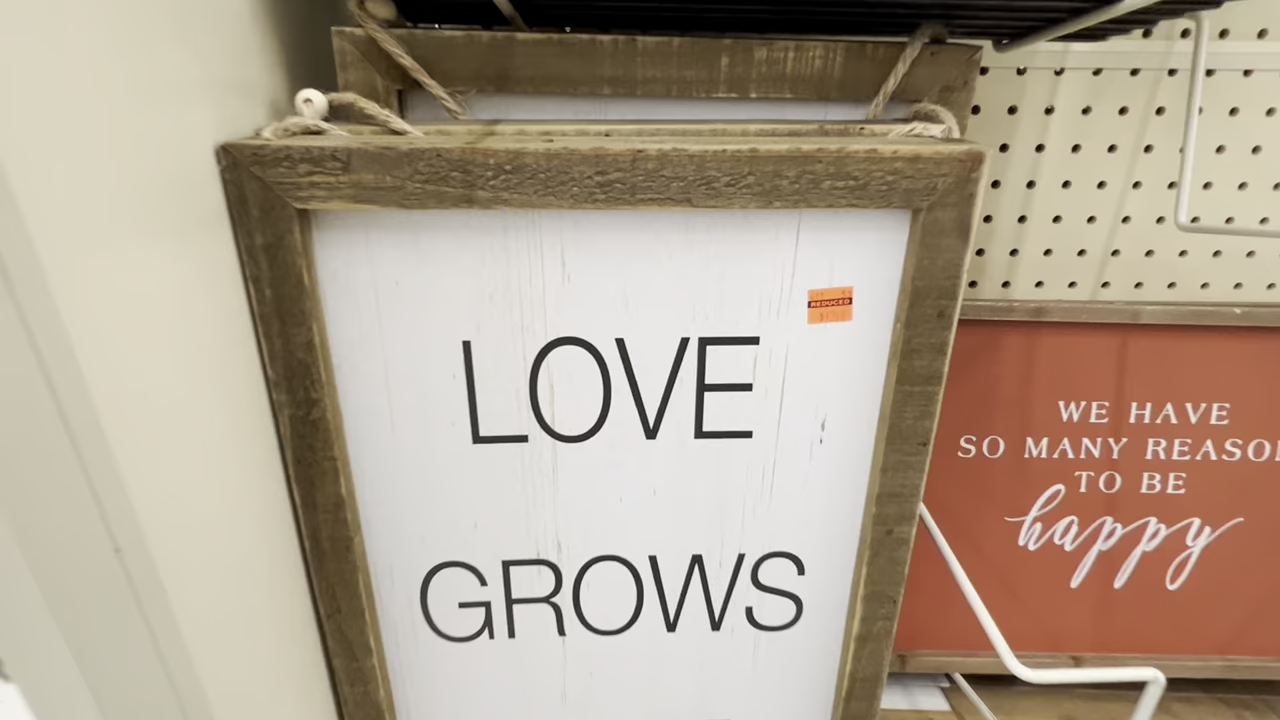 REDUCED
LOVE
GROWS
WE HAVE
SO MANY REASO
TO BE
happy